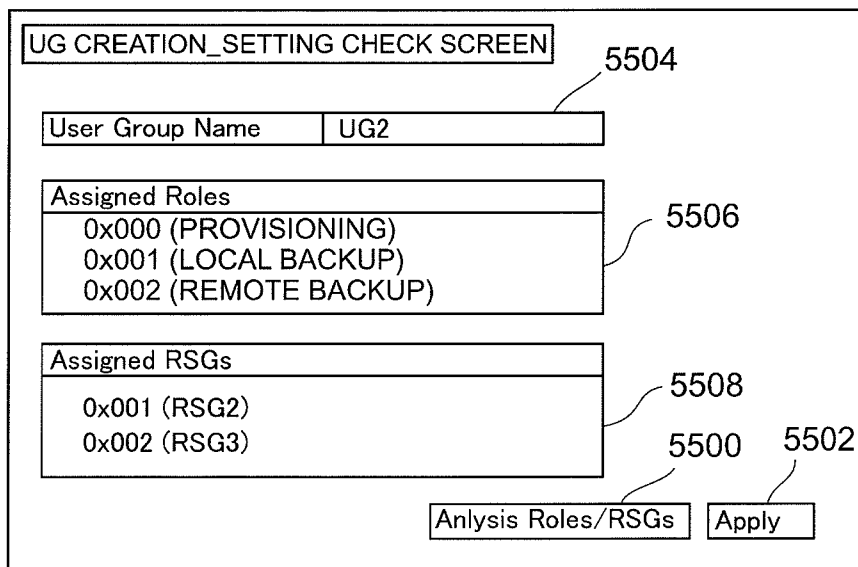 UG CREATION_SETTING CHECK SCREEN
5504
User Group Name UG2
Assigned Roles
0x000 (PROVISIONING)
0x001 (LOCAL BACKUP)
0x002 (REMOTE BACKUP)
5506
Assigned RSGs
0x001 (RSG2)
0x002 (RSG3)
5508
5500
5502
Anlysis Roles/RSGs
Apply